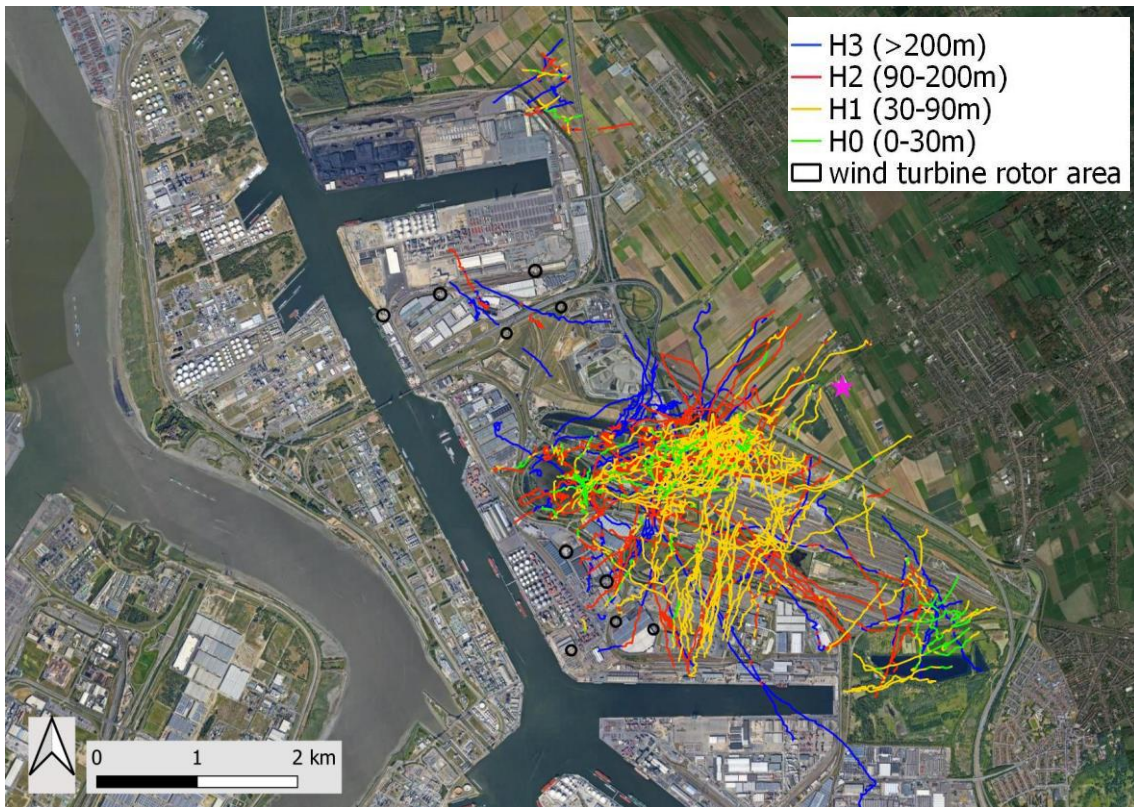 H3 (>200m)
H2 (90-200m)
H1 (30-90m)
H0 (0-30m)
wind turbine rotor area
0 1 2 km